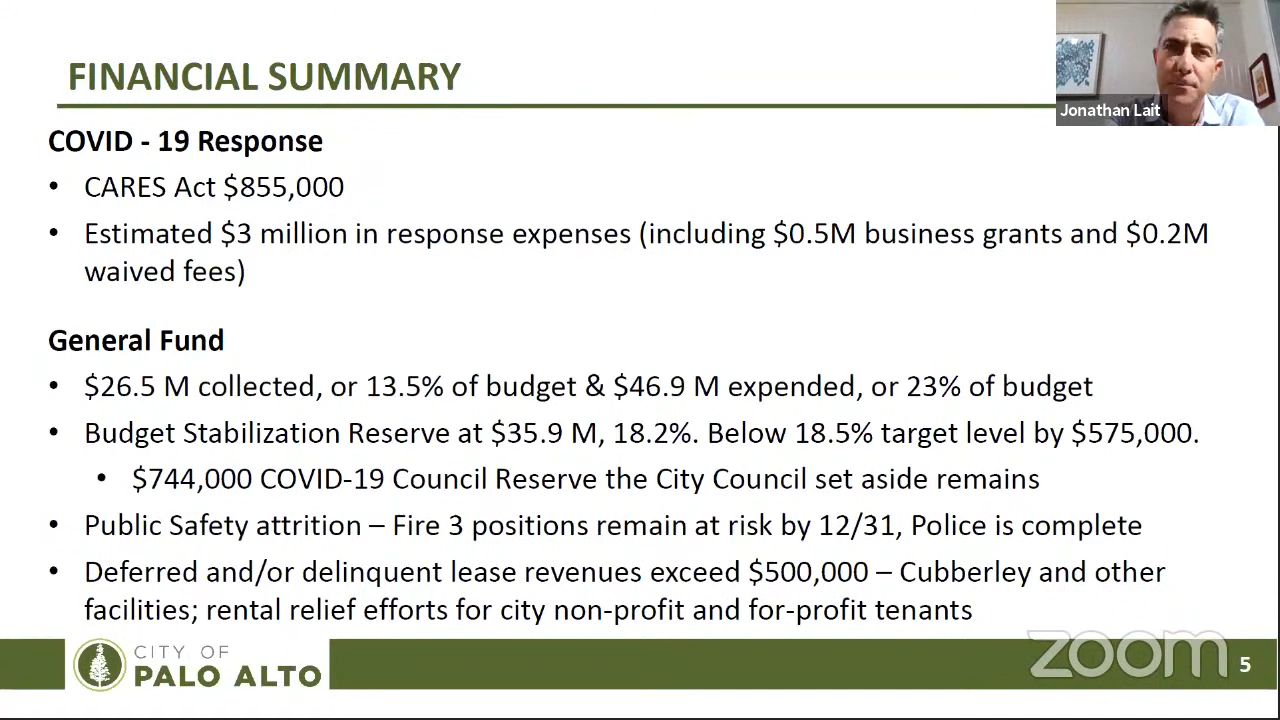 FINANCIAL SUMMARY
Jonathan Lait
COVID - 19 Response
• CARES Act $855,000
• Estimated $3 million in response expenses (including $0.5M business grants and $0.2M
waived fees)
General Fund
• $26.5 M collected, or 13.5% of budget & $46.9 M expended, or 23% of budget
• Budget Stabilization Reserve at $35.9 M, 18.2%. Below 18.5% target level by $575,000.
• $744,000 COVID-19 Council Reserve the City Council set aside remains
• Public Safety attrition – Fire 3 positions remain at risk by 12/31, Police is complete
• Deferred and/or delinquent lease revenues exceed $500,000 – Cubberley and other
facilities; rental relief efforts for city non-profit and for-profit tenants
CITY OF
PALO ALTO
zoom
5